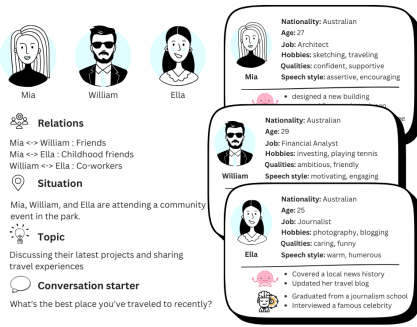 Mia
William
Ella
Relations
Mia <-> William : Friends
Mia <-> Ella : Childhood friends
William <-> Ella : Co-workers
Situation
Mia, William, and Ella are attending a community
event in the park.
Topic
Discussing their latest projects and sharing
travel experiences
Conversation starter
What's the best place you've traveled to recently?
Nationality: Australian
Age: 27
Job: Architect
Hobbies: sketching, traveling
Qualities: confident, supportive
Speech style: assertive, encouraging
Mia
designed a new building
Nationality: Australian
Age: 29
Job: Financial Analyst
Hobbies: investing, playing tennis
Qualities: ambitious, friendly
Speech style: motivating, engaging
William
Nationality: Australian
Age: 25
Job: Journalist
Hobbies: photography, blogging
Qualities: caring, funny
Speech style: warm, humerous
Ella
Covered a local news history
Updated her travel blog
Graduated from a journalism school
Interviewed a famous celebrity